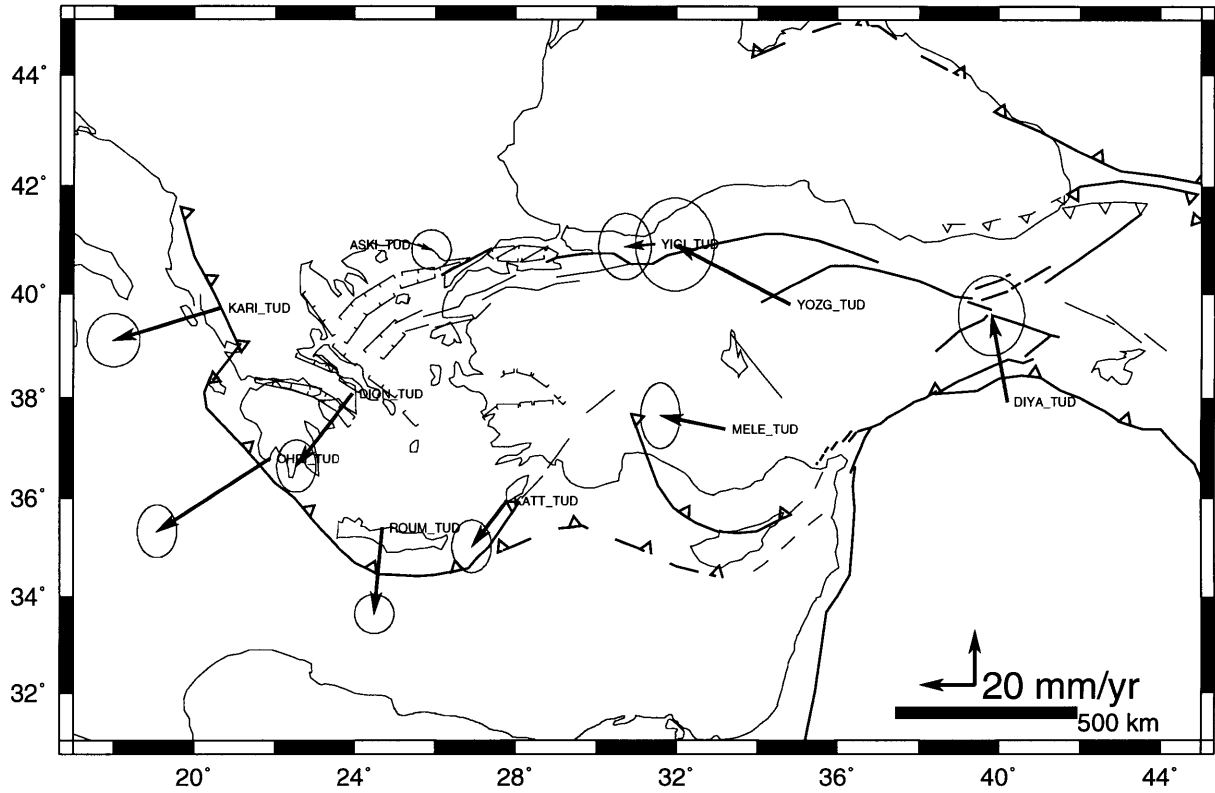 44°
42°
40°
38°
36°
34°
32°
ASKI_TUD
YIGI_TUD
KARI_TUD
YOZG_TUD
DION_TUD
DIYA_TUD
MELE_TUD
KATT_TUD
ROUM_TUD
20 mm/yr
500 km
20° 24° 28° 32° 36° 40° 44°